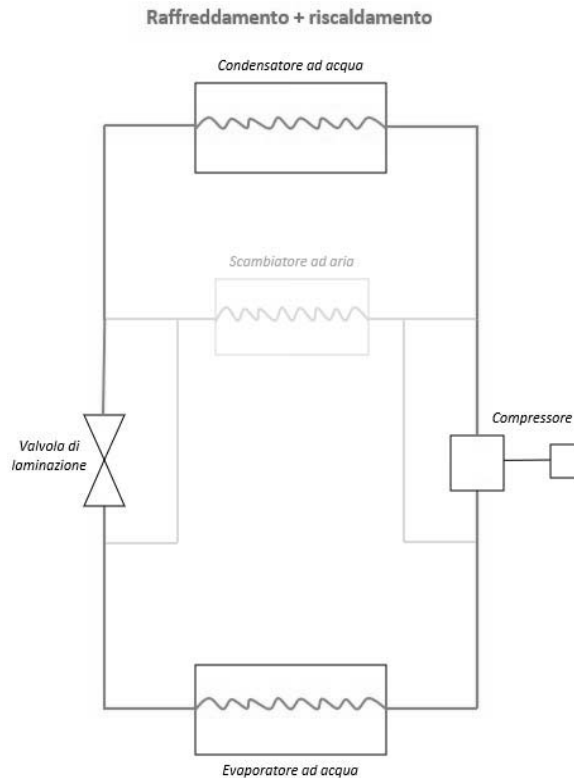 Raffreddamento + riscaldamento
Condensatore ad acqua
Scambiatore ad aria
Compressore
Valvola di
laminazione
Evaporatore ad acqua